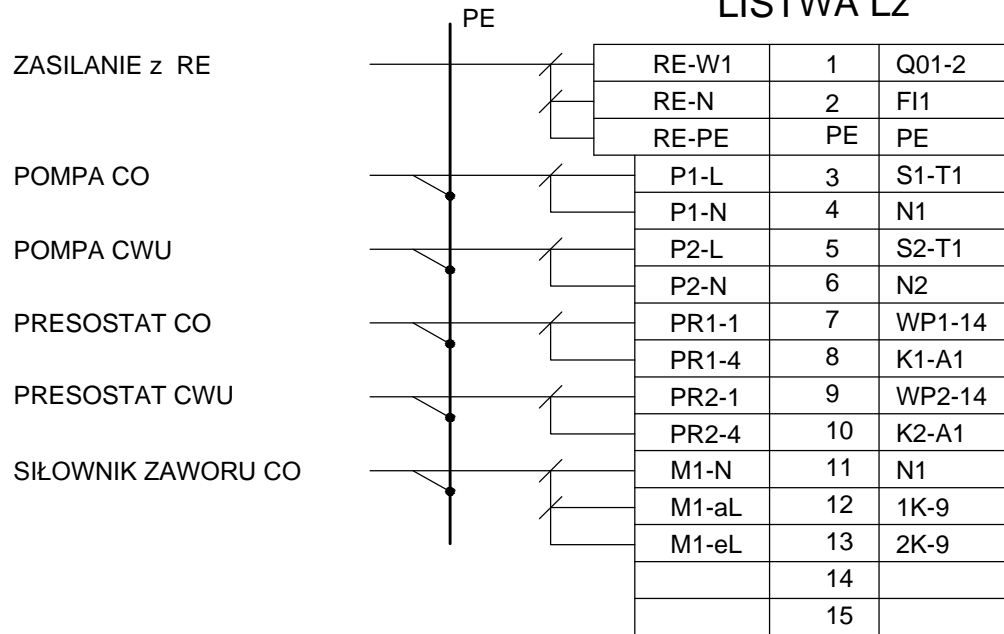 PE
LISTWA LZ
ZASILANIE z RE
RE-W1 1 Q01-2
RE-N 2 FI1
RE-PE PE PE
POMPA CO
P1-L 3 S1-T1
P1-N 4 N1
POMPA CWU
P2-L 5 S2-T1
P2-N 6 N2
PRESOSTAT CO
PR1-1 7 WP1-14
PR1-4 8 K1-A1
PRESOSTAT CWU
PR2-1 9 WP2-14
PR2-4 10 K2-A1
SIŁOWNIK ZAWORU CO
M1-N 11 N1
M1-aL 12 1K-9
M1-eL 13 2K-9
14
15